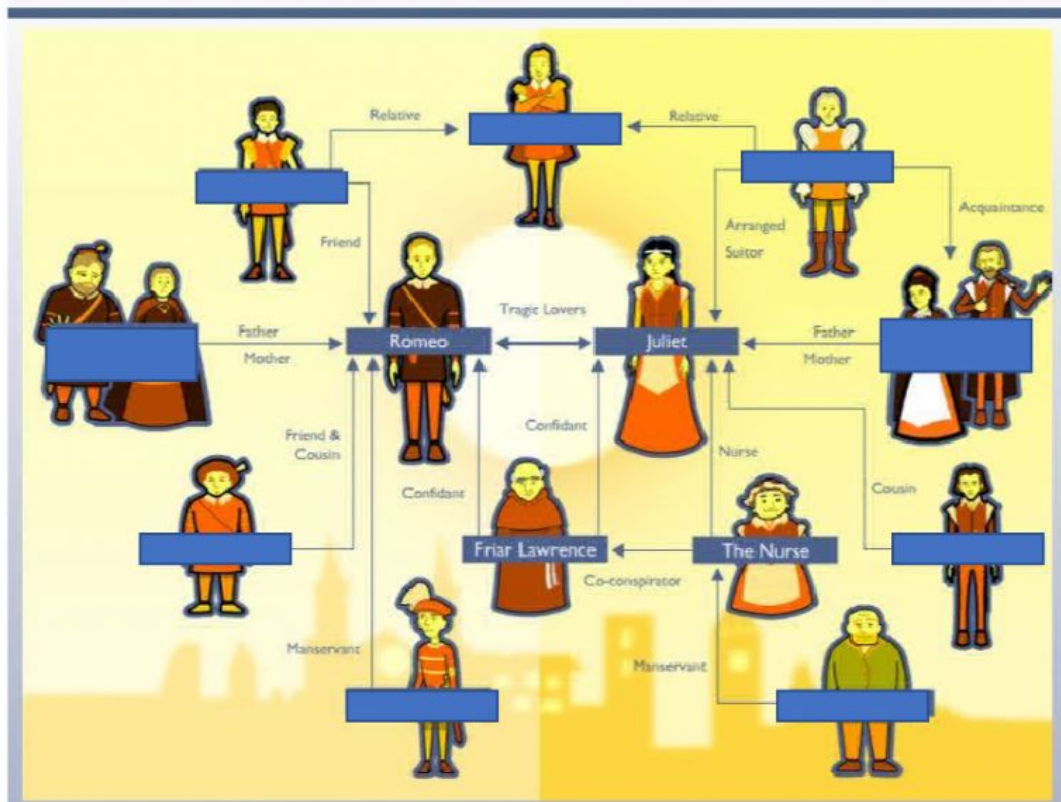 Relative
Relative
Friend
Arranged
Suitor
Acquaintance
Tragic Lovers
Father
Mother
Romeo
Juliet
Father
Mother
Friend &
Cousin
Confidant
Confidant
Nurse
Cousin
Friar Lawrence
The Nurse
Co-conspirator
Manservant
Manservant